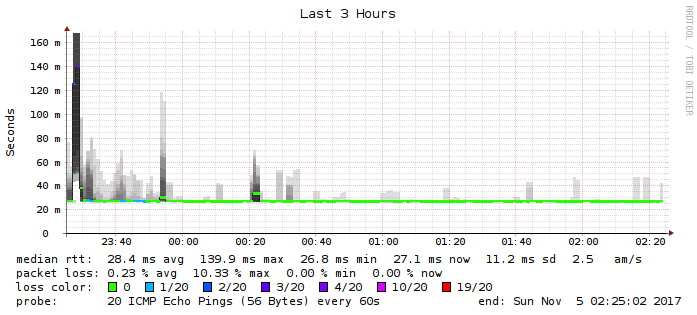 Last 3 Hours
RRDTOOL / TOBI OETIKER
Seconds
160 m
140 m
120 m
100 m
80 m
60 m
40 m
20 m
0
23:40 00:00 00:20 00:40 01:00 01:20 01:40 02:00 02:20
median rtt: 28.4 ms avg 139.9 ms max 26.8 ms min 27.1 ms now 11.2 ms sd 2.5 am/s
packet loss: 0.23 % avg 10.33 % max 0.00 % min 0.00 % now
loss color: 0 1/20 2/20 3/20 4/20 10/20 19/20
probe: 20 ICMP Echo Pings (56 Bytes) every 60s end: Sun Nov 5 02:25:02 2017